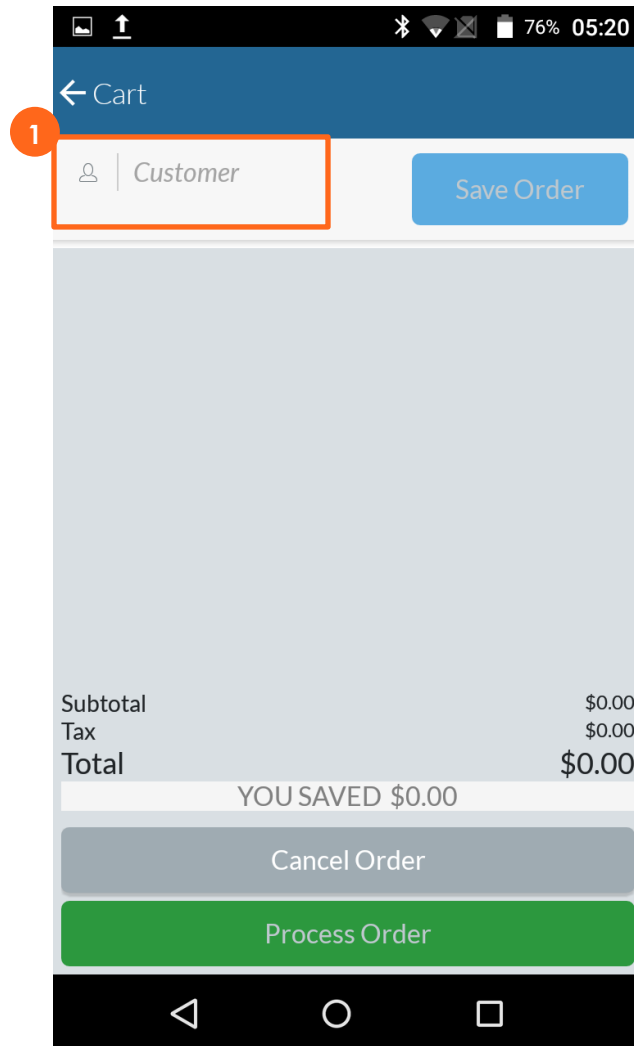 76% 05:20
Cart
1
Customer
Save Order
Subtotal $0.00
Tax $0.00
Total $0.00
YOU SAVED $0.00
Cancel Order
Process Order